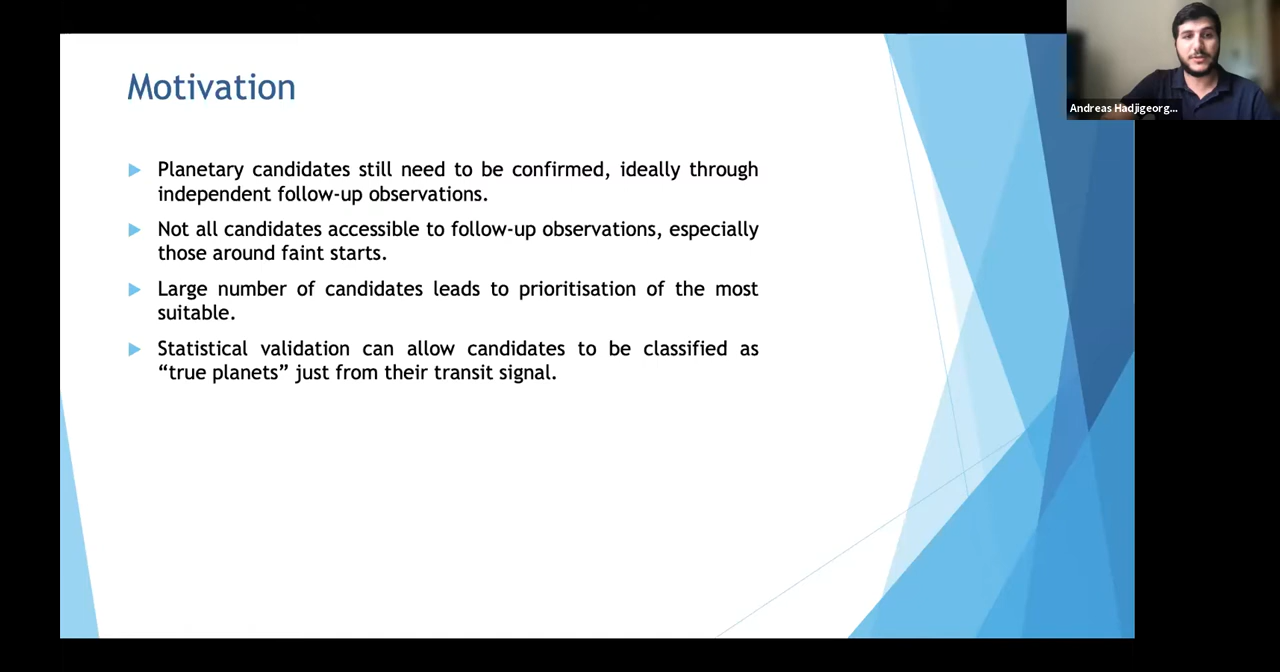 Motivation
Planetary candidates still need to be confirmed, ideally through
independent follow-up observations.
Not all candidates accessible to follow-up observations, especially
those around faint starts.
Large number of candidates leads to prioritisation of the most
suitable.
Statistical validation can allow candidates to be classified as
“true planets” just from their transit signal.
Andreas Hadjigeorg...